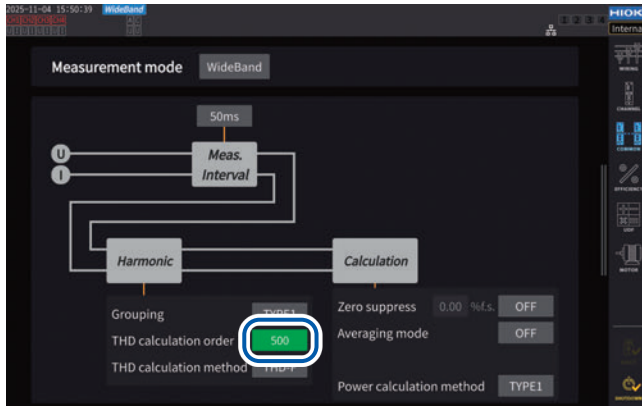 2025-11-04 15:50:39 WideBand
HIOK
Interna
Measurement mode WideBand
WIRING
CHANNEL
50ms
COMMON
U
Meas.
I
Interval
EFFICIENCY
UDF
Harmonic Calculation
MOTOR
Grouping TYPE1 Zero suppress 0.00 %f.s. OFF
THD calculation order 500 Averaging mode OFF
THD calculation method THD-F
Power calculation method TYPE1